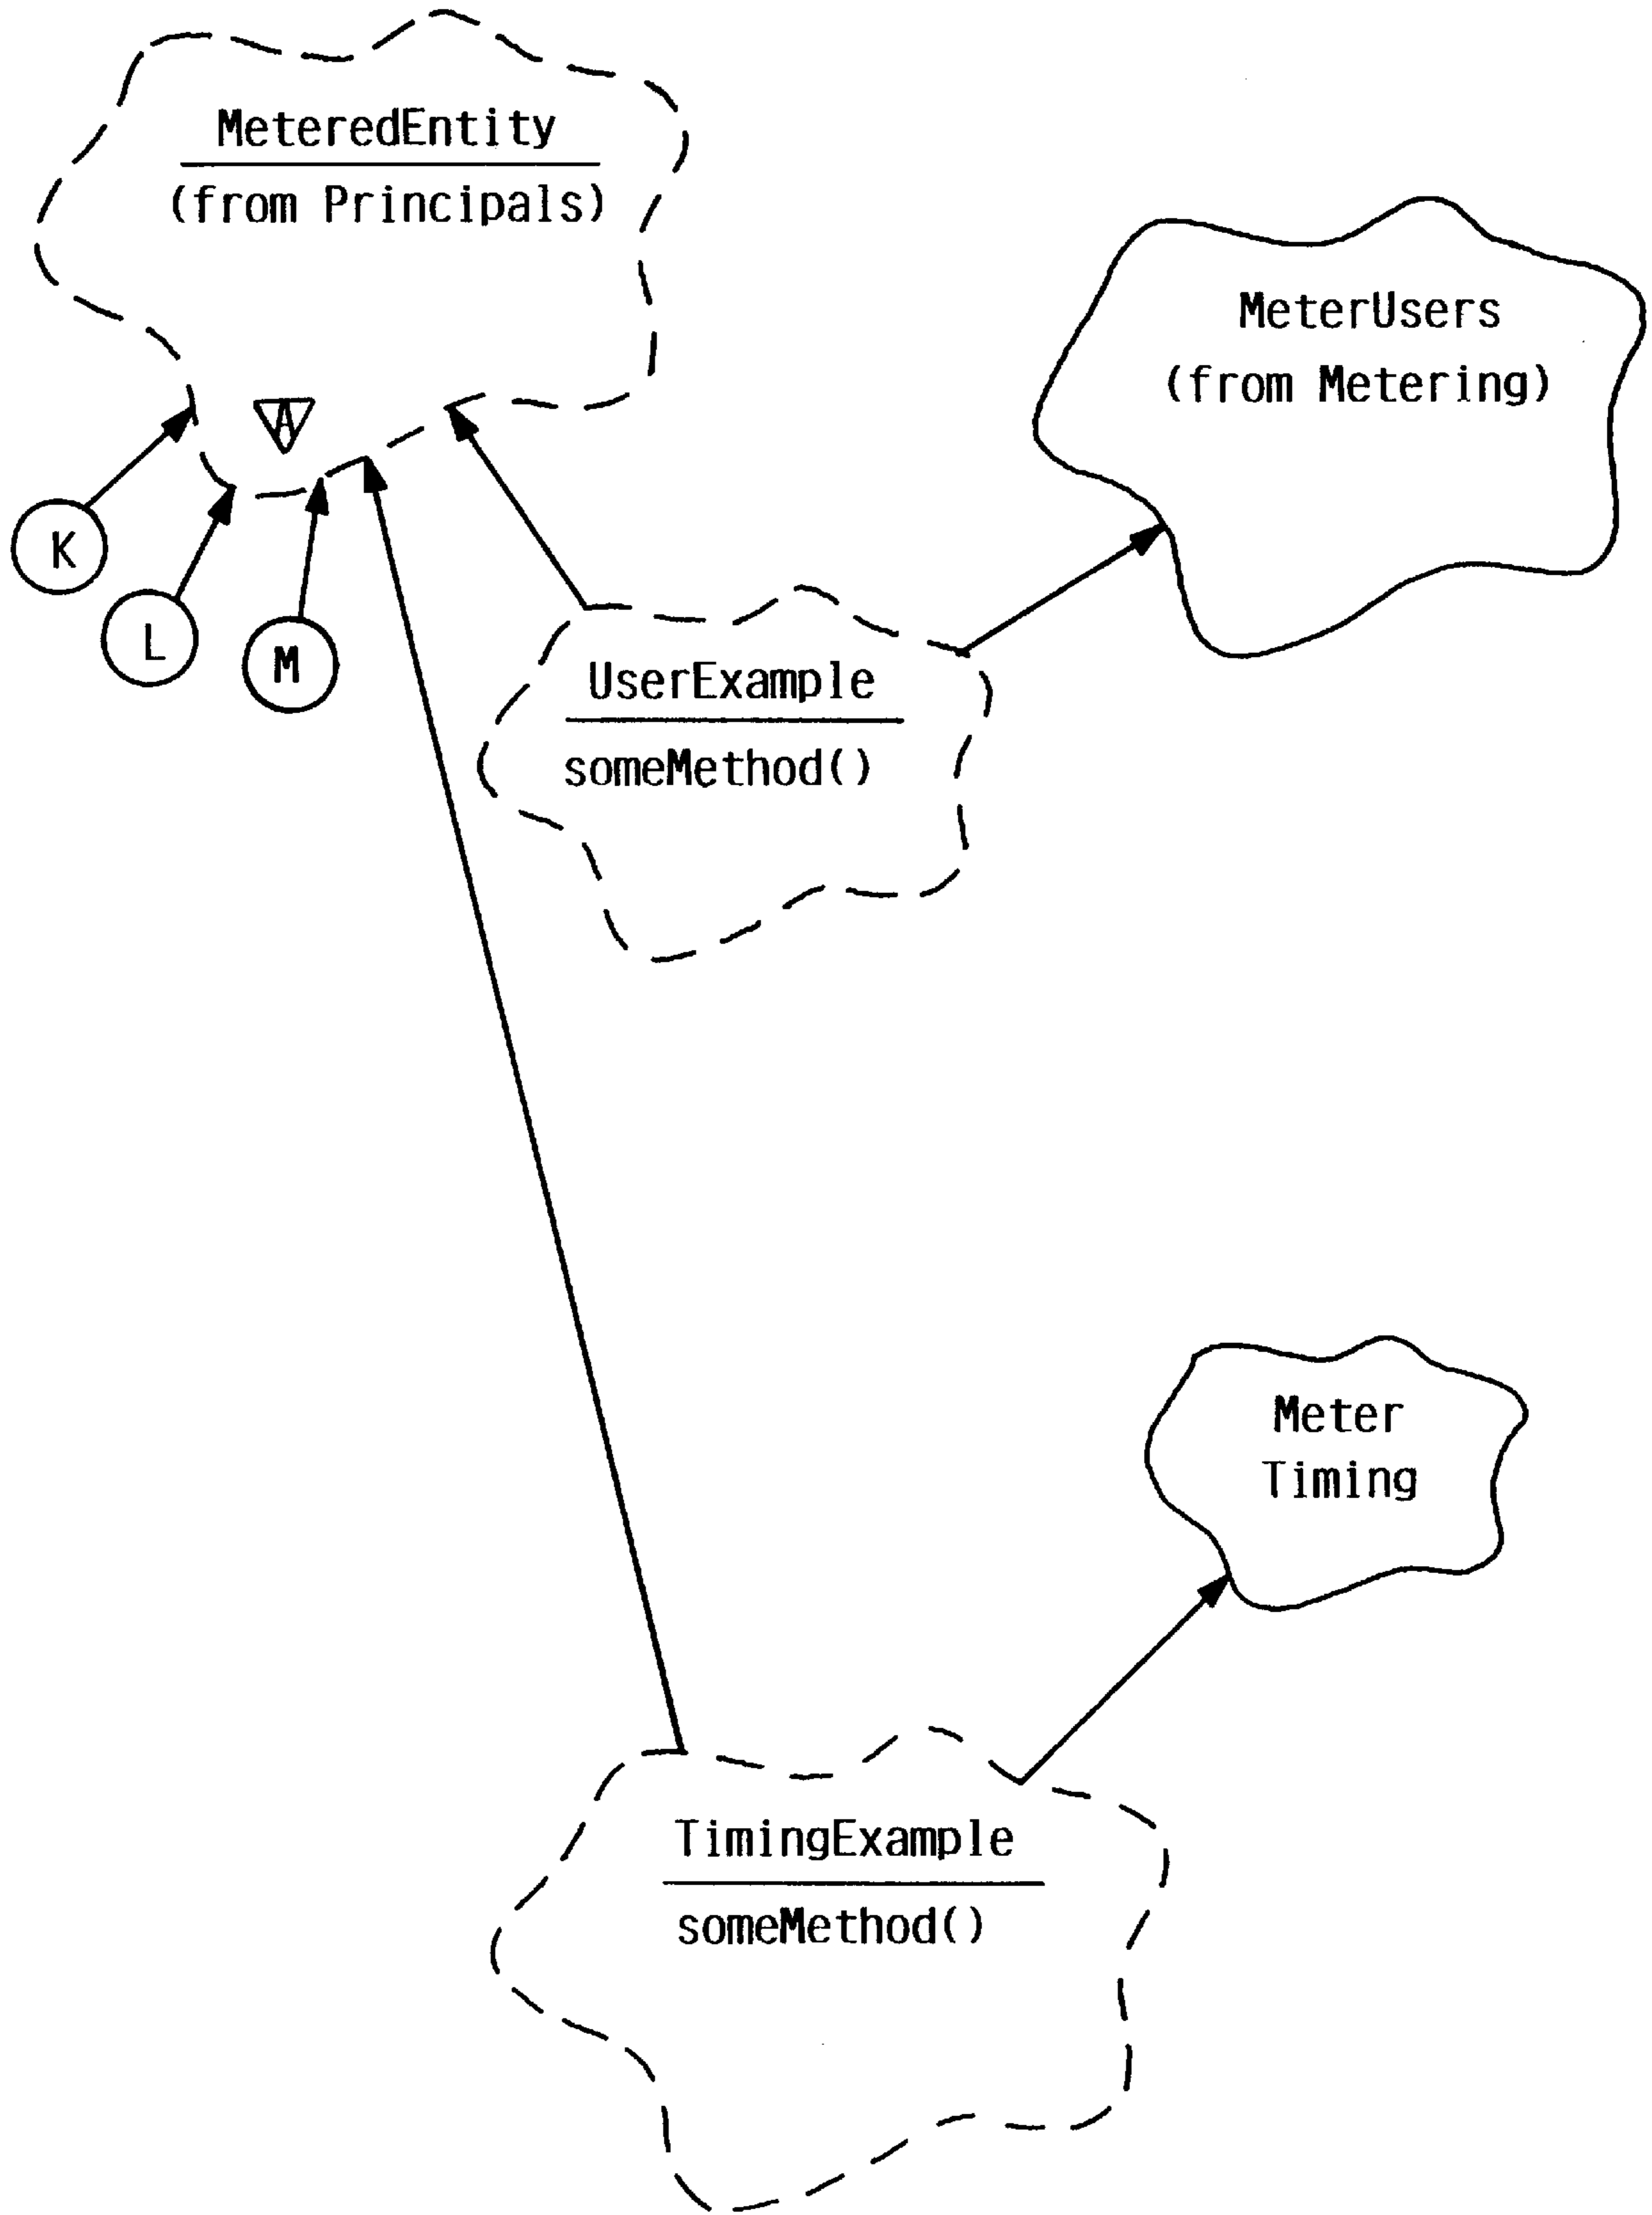 MeteredEntity
(from Principals)
MeterUsers
(from Metering)
A
K
L
M
UserExample
someMethod()
Meter
Timing
TimingExample
someMethod()